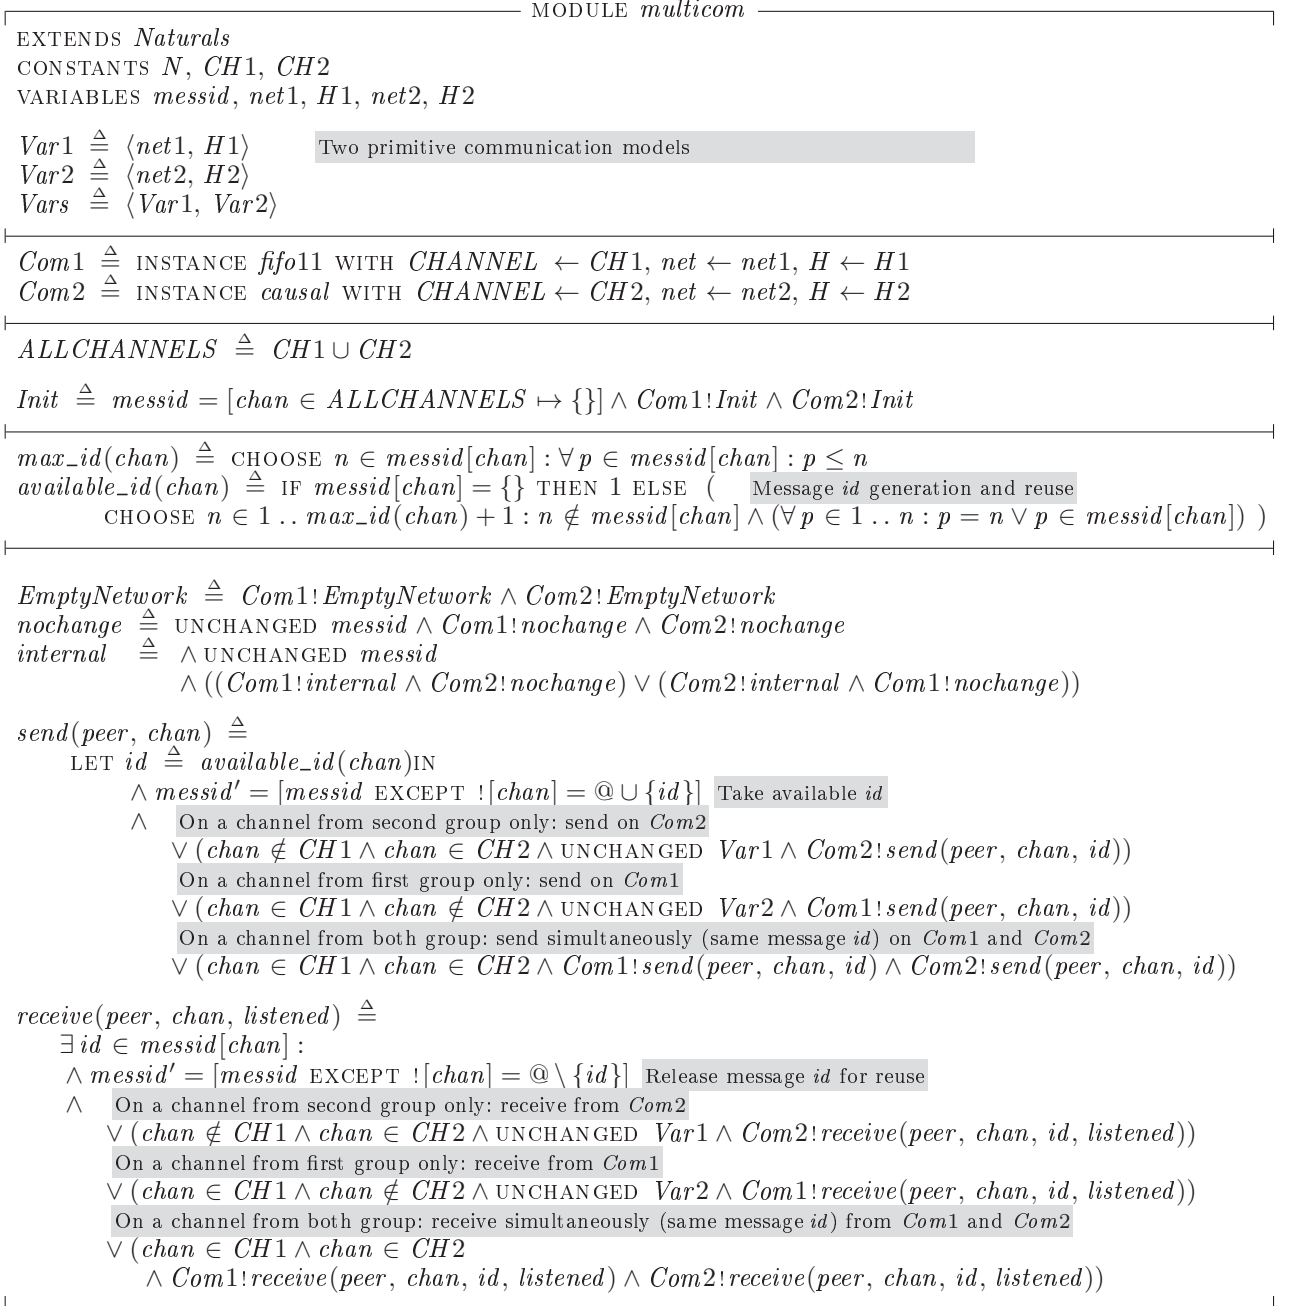 MODULE multicom
EXTENDS Naturals
CONSTANTS N, CH1, CH2
VARIABLES messid, net1, H1, net2, H2
Var1 ≜ ⟨net1, H1⟩ Two primitive communication models
Var2 ≜ ⟨net2, H2⟩
Vars ≜ ⟨Var1, Var2⟩
Com1 ≜ INSTANCE fifo11 WITH CHANNEL ← CH1, net ← net1, H ← H1
Com2 ≜ INSTANCE causal WITH CHANNEL ← CH2, net ← net2, H ← H2
ALLCHANNELS ≜ CH1 ∪ CH2
Init ≜ messid = [chan ∈ ALLCHANNELS ↦ {}] ∧ Com1!Init ∧ Com2!Init
max_id(chan) ≜ CHOOSE n ∈ messid[chan] : ∀ p ∈ messid[chan] : p ≤ n
available_id(chan) ≜ IF messid[chan] = {} THEN 1 ELSE ( Message id generation and reuse
CHOOSE n ∈ 1 .. max_id(chan) + 1 : n ∉ messid[chan] ∧ (∀ p ∈ 1 .. n : p = n ∨ p ∈ messid[chan]) )
EmptyNetwork ≜ Com1!EmptyNetwork ∧ Com2!EmptyNetwork
nochange ≜ UNCHANGED messid ∧ Com1!nochange ∧ Com2!nochange
internal ≜ ∧ UNCHANGED messid
∧ ((Com1!internal ∧ Com2!nochange) ∨ (Com2!internal ∧ Com1!nochange))
send(peer, chan) ≜
LET id ≜ available_id(chan)IN
∧ messid′ = [messid EXCEPT ![chan] = @ ∪ {id}] Take available id
∧ On a channel from second group only: send on Com2
∨ (chan ∉ CH1 ∧ chan ∈ CH2 ∧ UNCHANGED Var1 ∧ Com2!send(peer, chan, id))
On a channel from first group only: send on Com1
∨ (chan ∈ CH1 ∧ chan ∉ CH2 ∧ UNCHANGED Var2 ∧ Com1!send(peer, chan, id))
On a channel from both group: send simultaneously (same message id) on Com1 and Com2
∨ (chan ∈ CH1 ∧ chan ∈ CH2 ∧ Com1!send(peer, chan, id) ∧ Com2!send(peer, chan, id))
receive(peer, chan, listened) ≜
∃ id ∈ messid[chan] :
∧ messid′ = [messid EXCEPT ![chan] = @ \ {id}] Release message id for reuse
∧ On a channel from second group only: receive from Com2
∨ (chan ∉ CH1 ∧ chan ∈ CH2 ∧ UNCHANGED Var1 ∧ Com2!receive(peer, chan, id, listened))
On a channel from first group only: receive from Com1
∨ (chan ∈ CH1 ∧ chan ∉ CH2 ∧ UNCHANGED Var2 ∧ Com1!receive(peer, chan, id, listened))
On a channel from both group: receive simultaneously (same message id) from Com1 and Com2
∨ (chan ∈ CH1 ∧ chan ∈ CH2
∧ Com1!receive(peer, chan, id, listened) ∧ Com2!receive(peer, chan, id, listened))